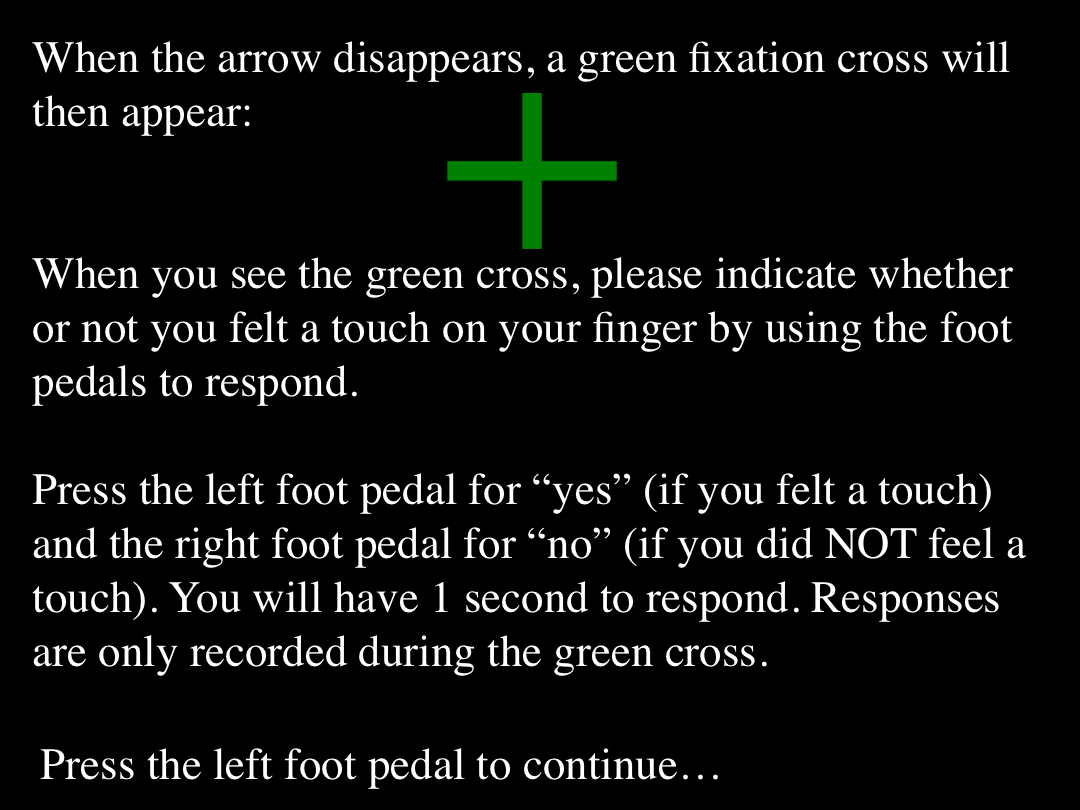 When the arrow disappears, a green fixation cross will
then appear:
When you see the green cross, please indicate whether
or not you felt a touch on your finger by using the foot
pedals to respond.
Press the left foot pedal for “yes” (if you felt a touch)
and the right foot pedal for “no” (if you did NOT feel a
touch). You will have 1 second to respond. Responses
are only recorded during the green cross.
Press the left foot pedal to continue…